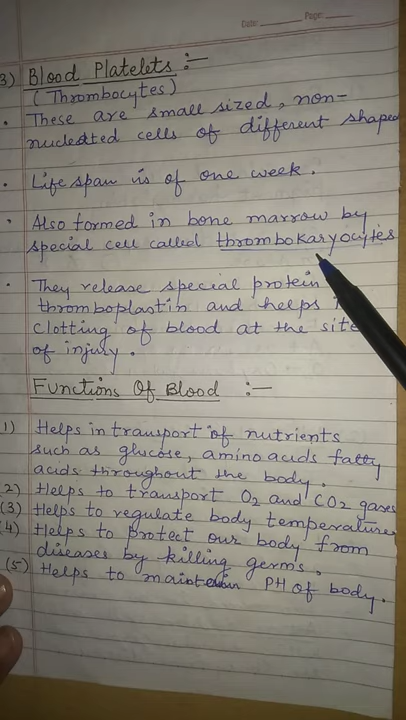 Date: Page:
3) Blood Platelets :-
(Thrombocytes)
• These are small sized, non-
nucleated cells of different shaped
• Life span is of one week.
• Also formed in bone marrow by
special cell called thrombokaryocytes
• They release special protein
thromboplastin and helps
clotting of blood at the site
of injury.
Functions Of Blood :-
1) Helps in transport of nutrients
such as glucose, amino acids fatty
acids throughout the body.
(2) Helps to transport O2 and CO2 gases
(3) Helps to regulate body temperature
(4) Helps to protect our body from
diseases by killing germs.
(5) Helps to maintain PH of body.